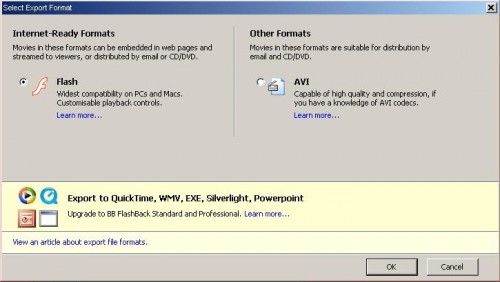 Select Export Format
Internet-Ready Formats
Movies in these formats can be embedded in web pages and
streamed to viewers, or distributed by email or CD/DVD.
Flash
Widest compatibility on PCs and Macs.
Customisable playback controls.
Learn more...
Other Formats
Movies in these formats are suitable for distribution by
email and CD/DVD.
AVI
Capable of high quality and compression, if
you have a knowledge of AVI codecs.
Learn more...
Export to QuickTime, WMV, EXE, Silverlight, Powerpoint
Upgrade to BB FlashBack Standard and Professional. Learn more...
View an article about export file formats.
OK
Cancel